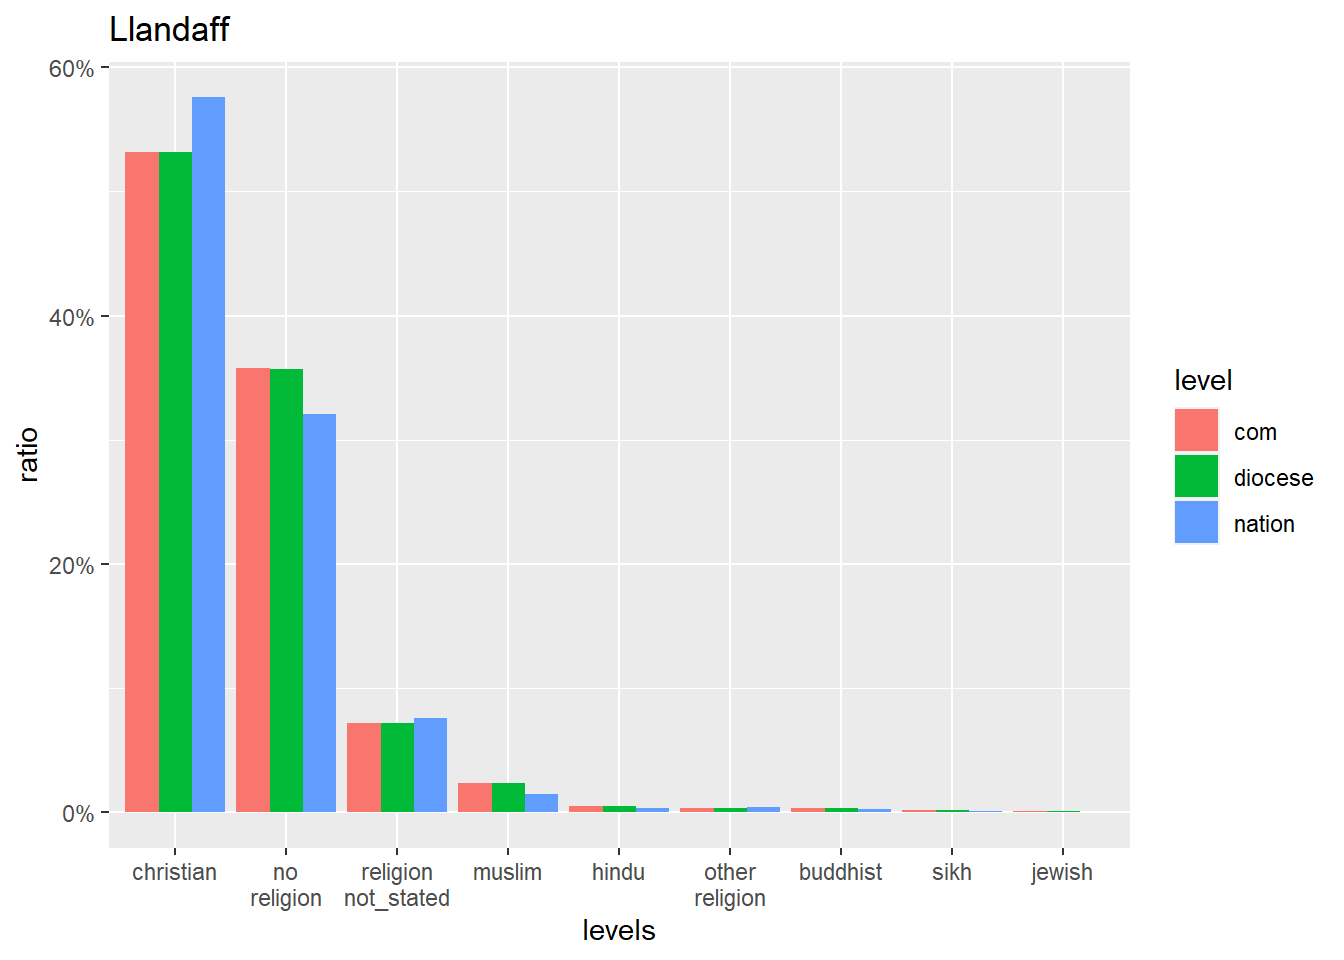 Llandaff
60%
40%
20%
0%
ratio
christian
no
religion
religion
not_stated
muslim
hindu
other
religion
buddhist
sikh
jewish
levels
level
com
diocese
nation